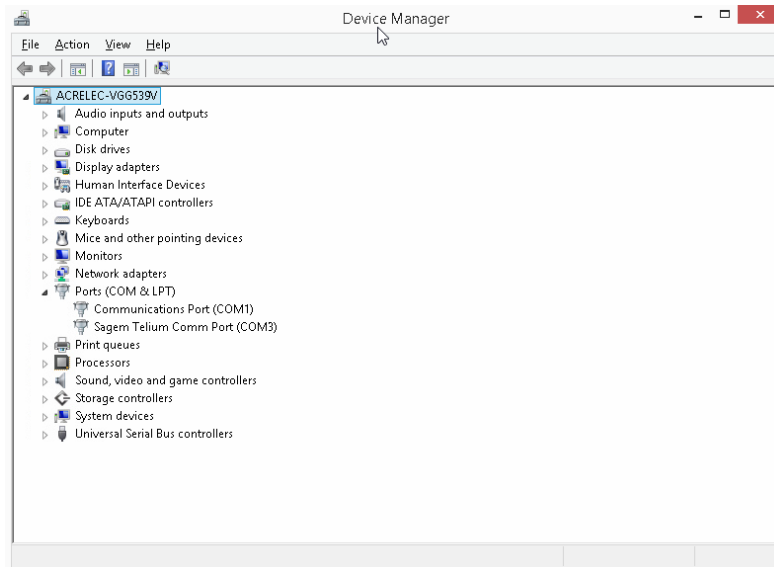 Device Manager
File Action View Help
ACRELEC-VGG539V
Audio inputs and outputs
Computer
Disk drives
Display adapters
Human Interface Devices
IDE ATA/ATAPI controllers
Keyboards
Mice and other pointing devices
Monitors
Network adapters
Ports (COM & LPT)
Communications Port (COM1)
Sagem Telium Comm Port (COM3)
Print queues
Processors
Sound, video and game controllers
Storage controllers
System devices
Universal Serial Bus controllers